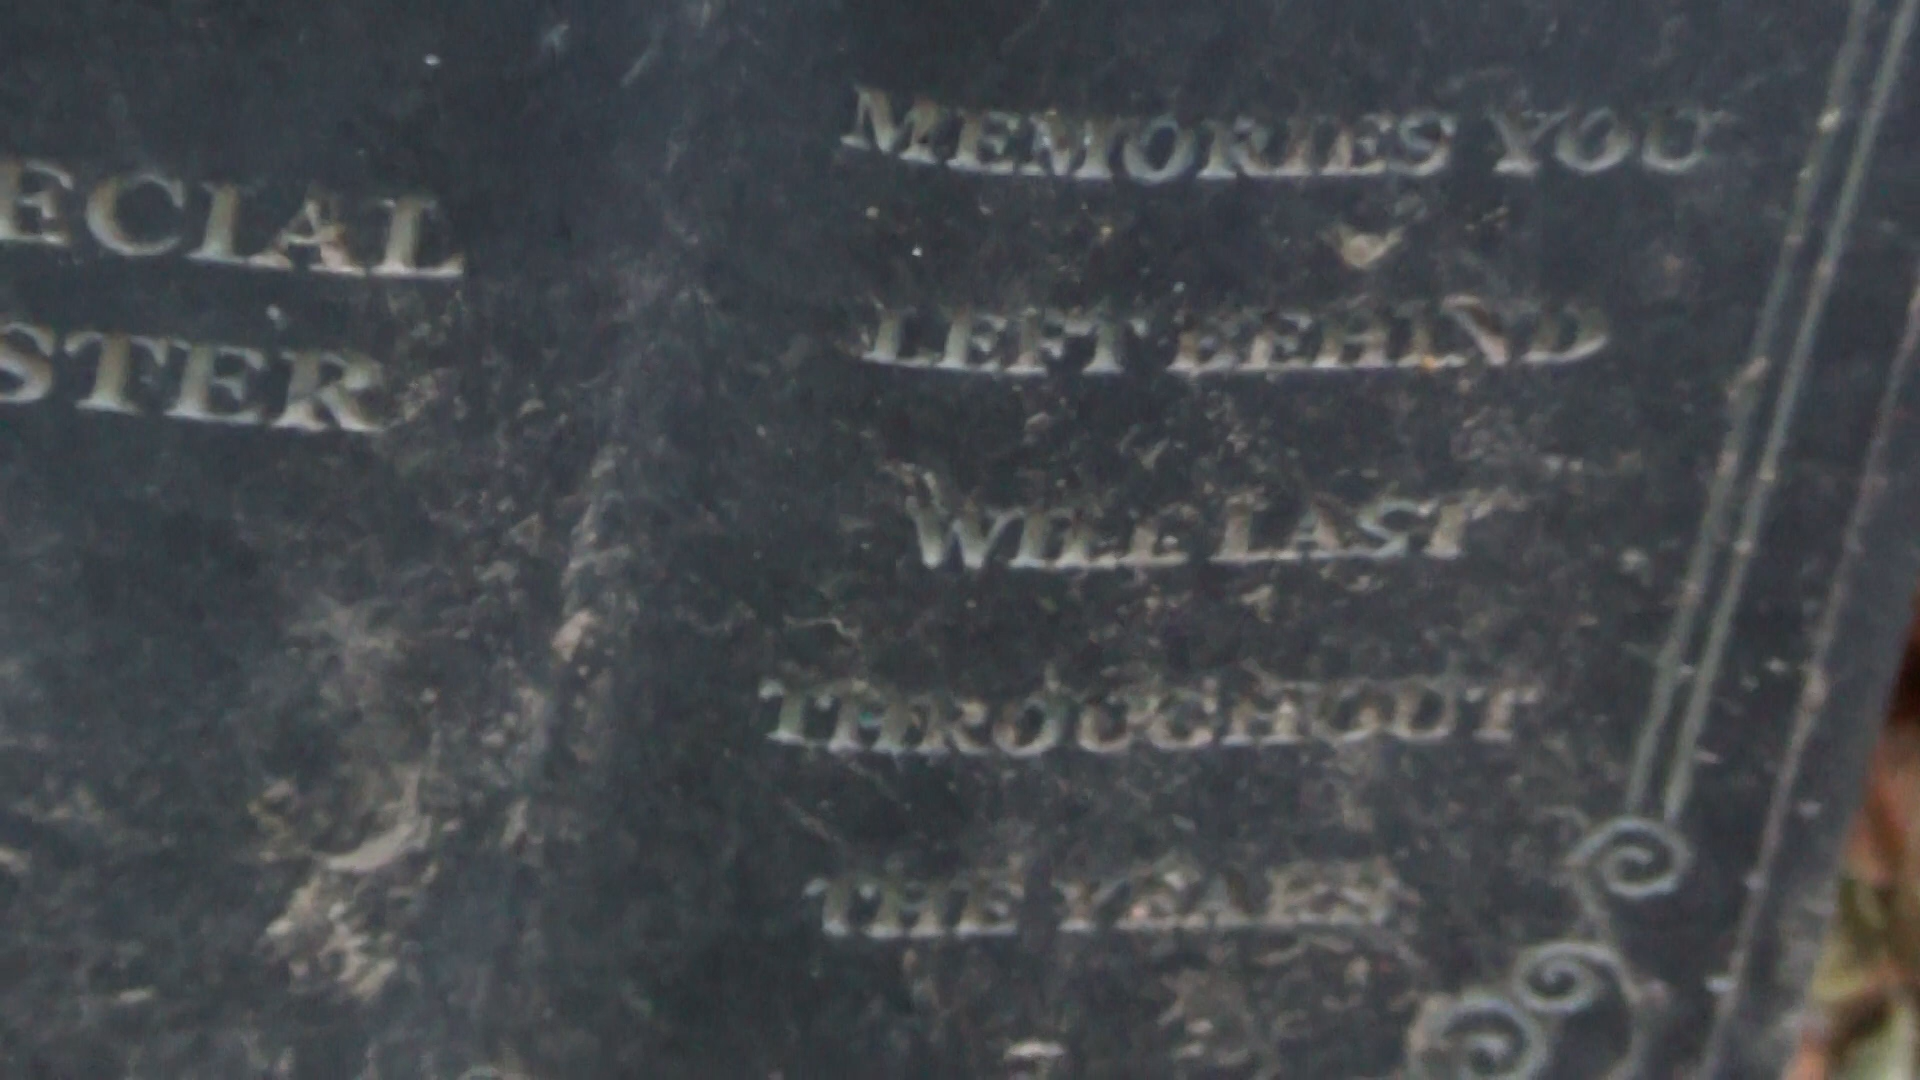 ECIAL
STER
MEMORIES YOU
LEFT BEHIND
WILL LAST
THROUGHOUT
THE YEARS